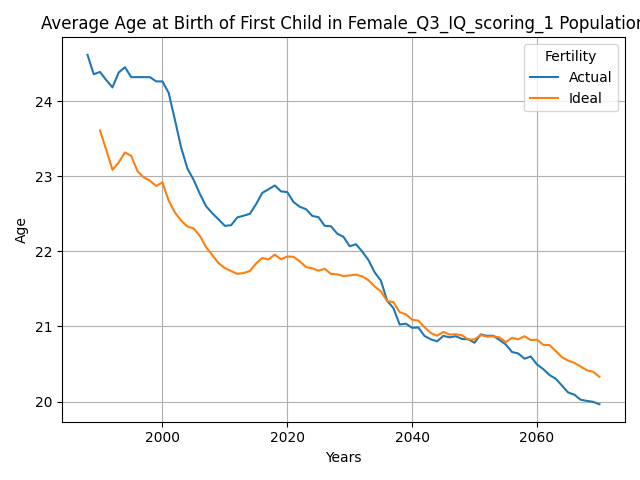 Average Age at Birth of First Child in Female_Q3_IQ_scoring_1 Population
Fertility
Actual
Ideal
24
23
22
21
20
Age
2000
2020
2040
2060
Years